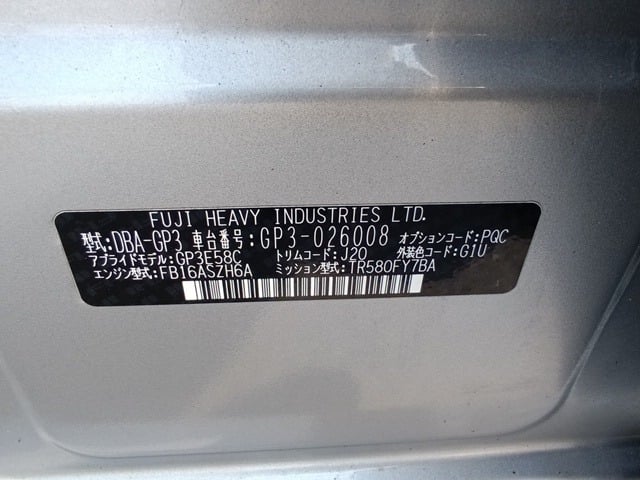 FUJI HEAVY INDUSTRIES LTD.
型式:DBA-GP3 車台番号:GP3-026008 オプションコード:PQC
アプライドモデル:GP3E58C トリムコード:J20 外装色コード:G1U
エンジン型式:FB16ASZH6A ミッション型式:TR580FY7BA